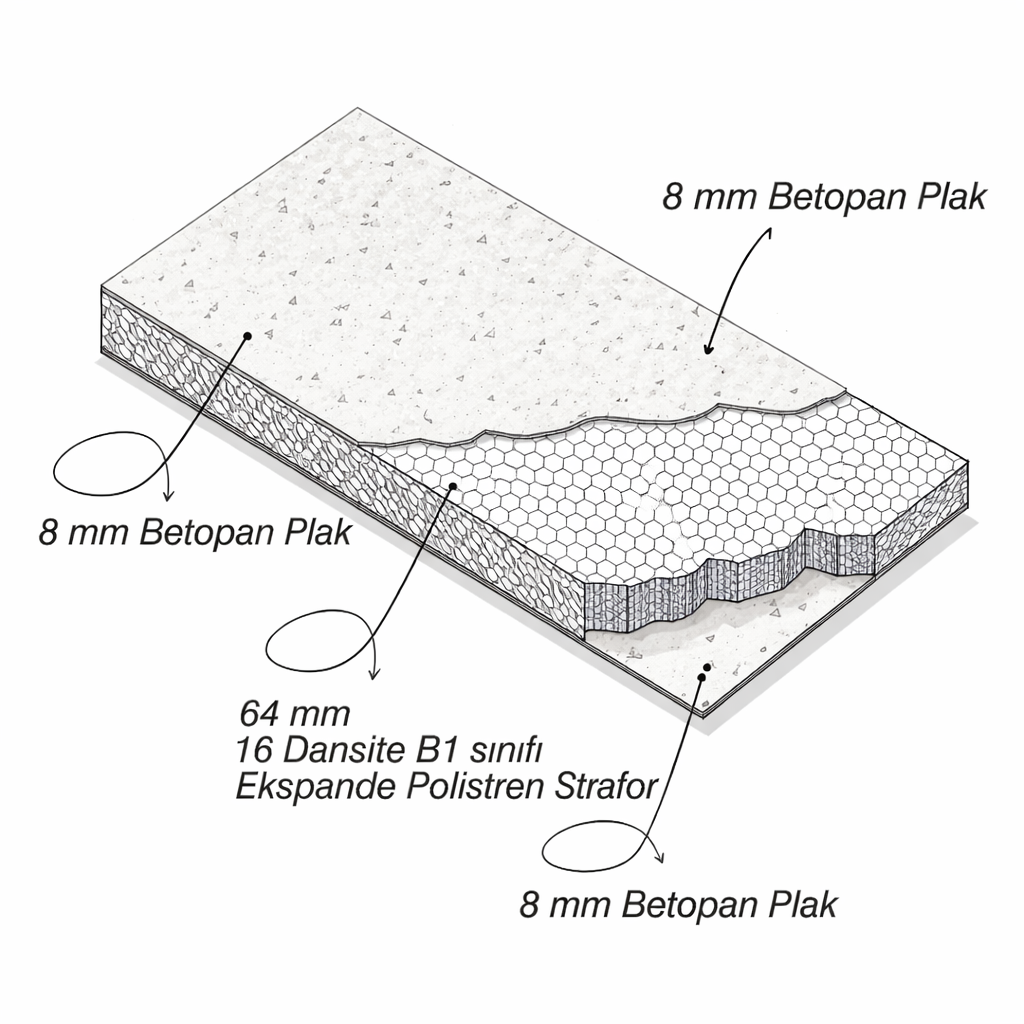 8 mm Betopan Plak
8 mm Betopan Plak
64 mm
16 Dansite B1 sınıfı
Ekspande Polistren Strafor
8 mm Betopan Plak